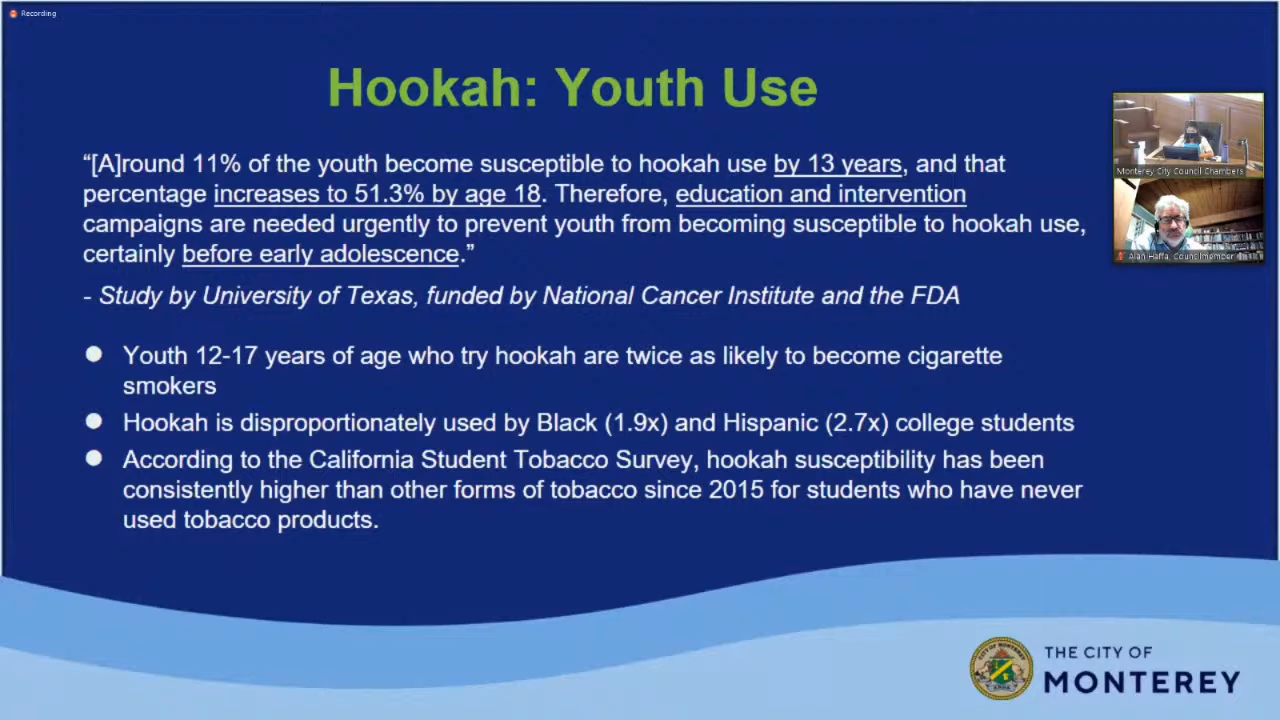 Recording
Hookah: Youth Use
“[A]round 11% of the youth become susceptible to hookah use by 13 years, and that
percentage increases to 51.3% by age 18. Therefore, education and intervention
campaigns are needed urgently to prevent youth from becoming susceptible to hookah use,
certainly before early adolescence.”
- Study by University of Texas, funded by National Cancer Institute and the FDA
● Youth 12-17 years of age who try hookah are twice as likely to become cigarette
smokers
● Hookah is disproportionately used by Black (1.9x) and Hispanic (2.7x) college students
● According to the California Student Tobacco Survey, hookah susceptibility has been
consistently higher than other forms of tobacco since 2015 for students who have never
used tobacco products.
Monterey City Council Chambers
Alan Haffa, Councilmember
THE CITY OF
MONTEREY